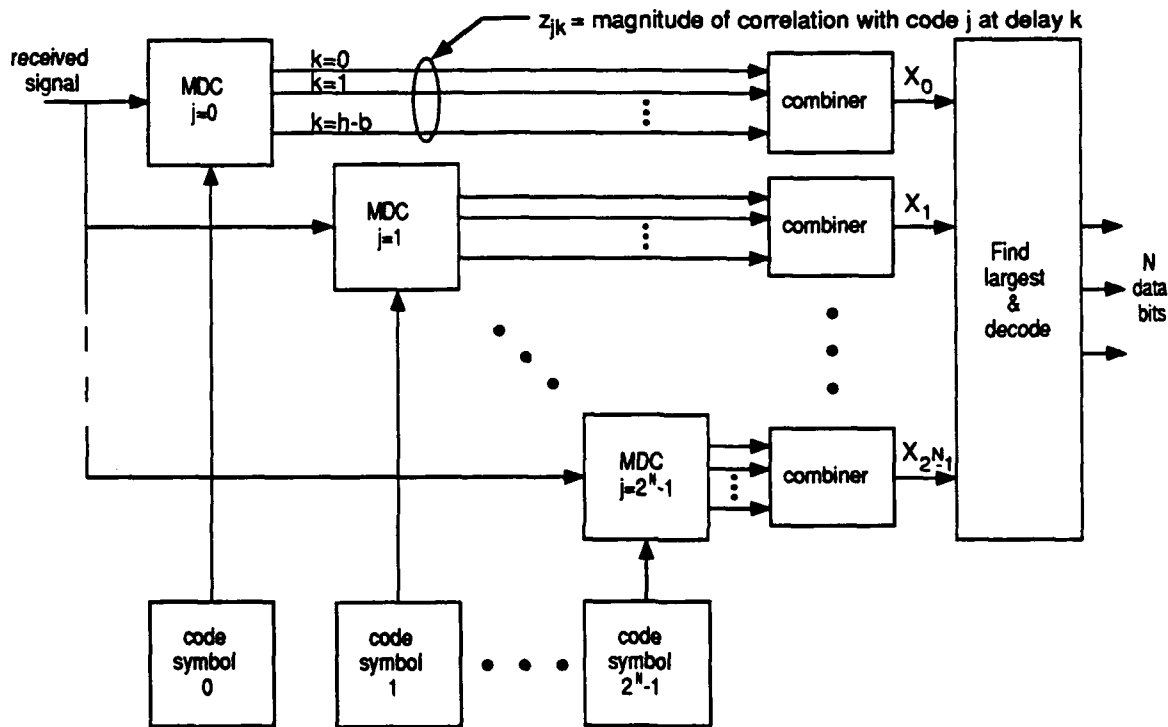 z_jk = magnitude of correlation with code j at delay k
received
signal
MDC
j=0
k=0
k=1
k=h-b
combiner
X_0
MDC
j=1
combiner
X_1
Find
largest
&
decode
N
data
bits
MDC
j=2^N-1
combiner
X_2^N-1
code
symbol
0
code
symbol
1
code
symbol
2^N-1